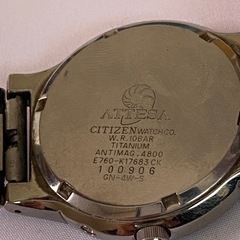 ATTESA
CITIZEN WATCH CO.
W.R.10BAR
TITANIUM
ANTIMAG.4800
E760-K17683 CK
100906
GN-4W-S